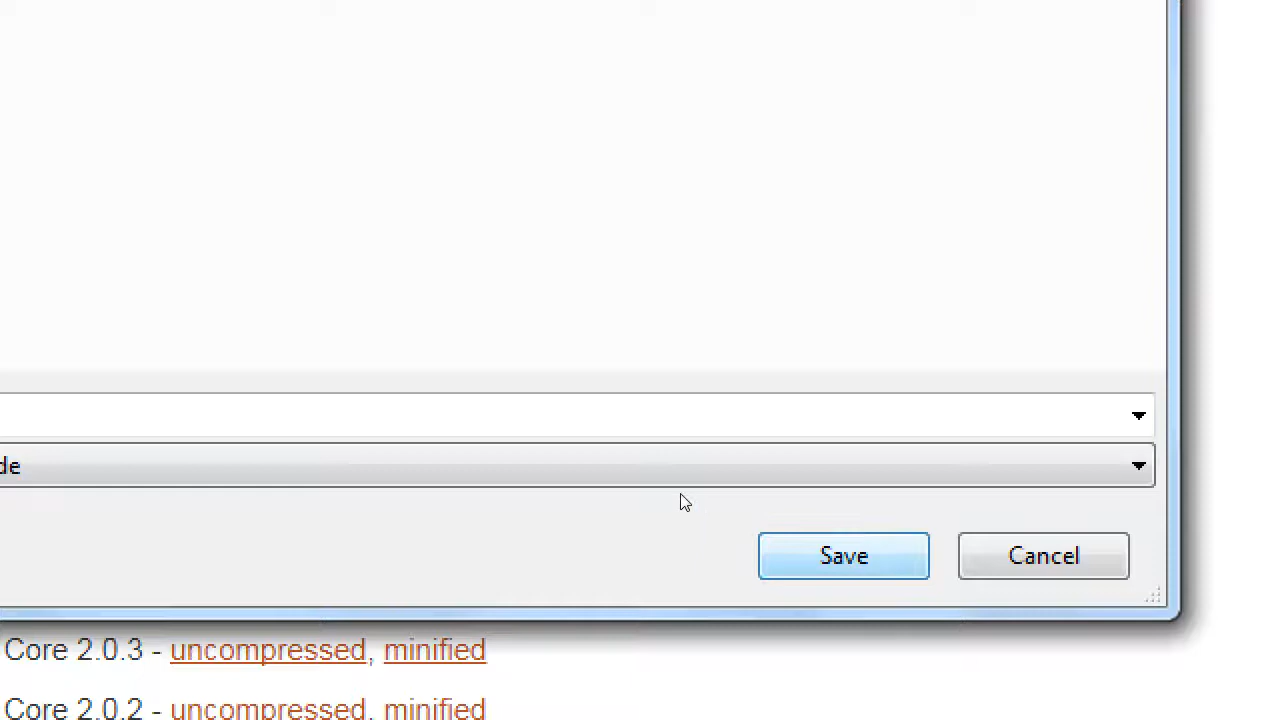 de
Save Cancel
Core 2.0.3 - uncompressed, minified
Core 2.0.2 - uncompressed, minified